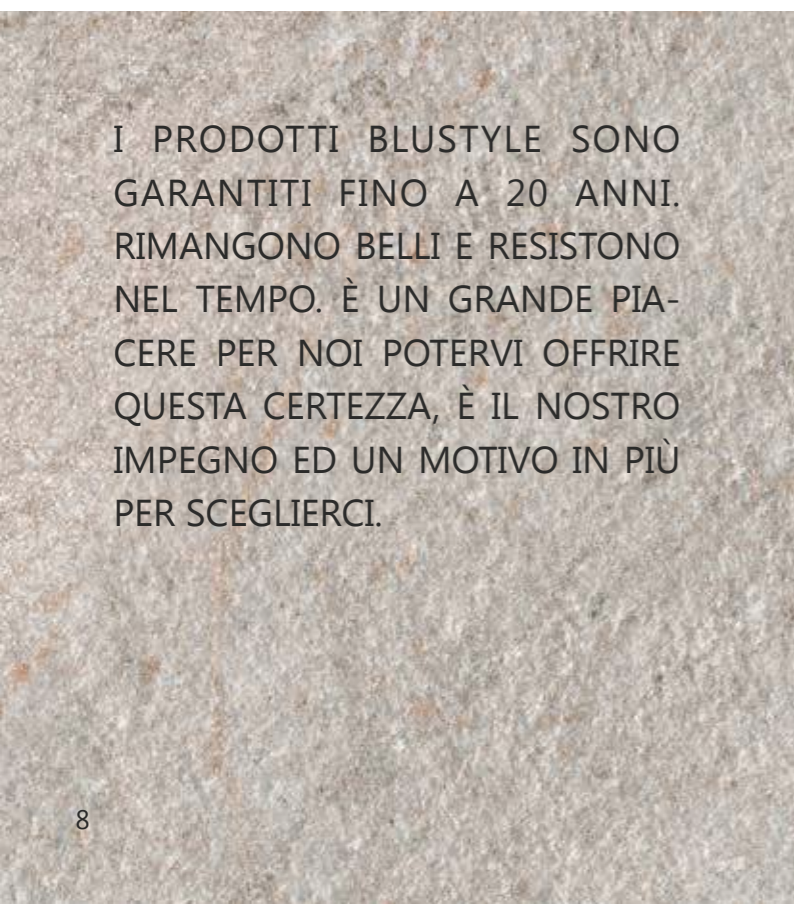 I PRODOTTI BLUSTYLE SONO
GARANTITI FINO A 20 ANNI.
RIMANGONO BELLI E RESISTONO
NEL TEMPO. È UN GRANDE PIA-
CERE PER NOI POTERVI OFFRIRE
QUESTA CERTEZZA, È IL NOSTRO
IMPEGNO ED UN MOTIVO IN PIÙ
PER SCEGLIERCI.
8